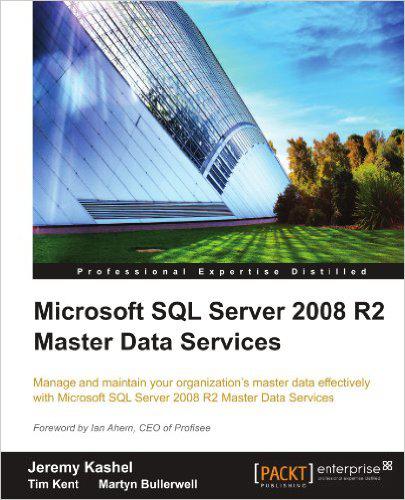 Professional Expertise Distilled
Microsoft SQL Server 2008 R2
Master Data Services
Manage and maintain your organization's master data effectively
with Microsoft SQL Server 2008 R2 Master Data Services
Foreword by Ian Ahern, CEO of Profisee
Jeremy Kashel
Tim Kent Martyn Bullerwell
[PACKT] enterprise
PUBLISHING professional expertise distilled